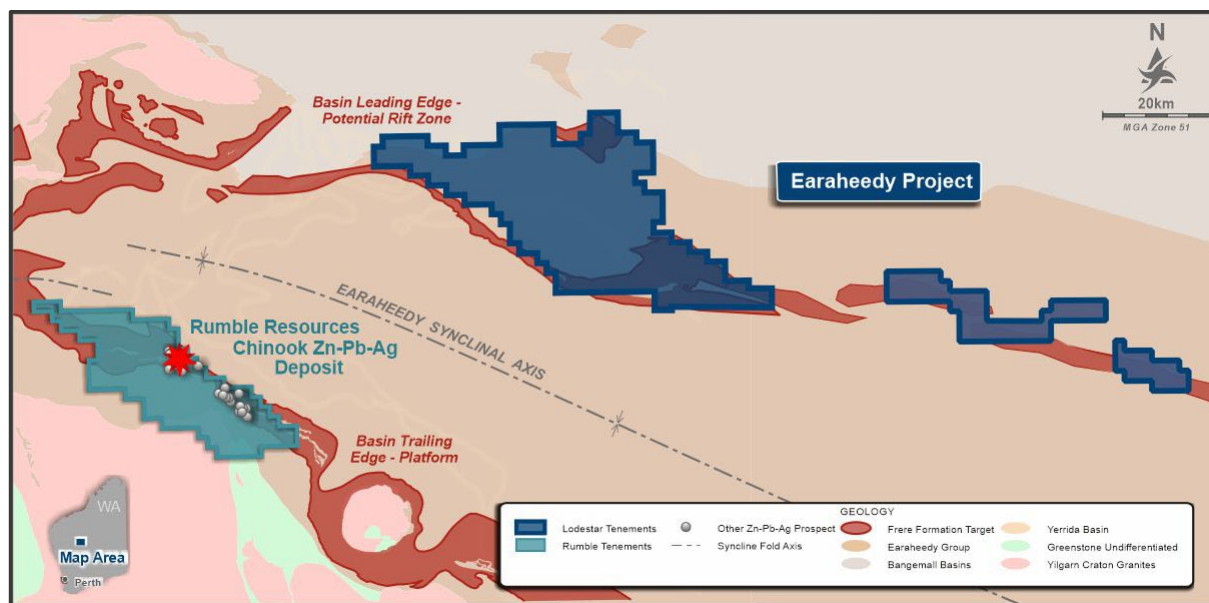 Basin Leading Edge -
Potential Rift Zone
N
20km
MGA Zone 51
Earaheedy Project
EARAHEEDY SYNCLINAL AXIS
Rumble Resources
Chinook Zn-Pb-Ag
Deposit
Basin Trailing
Edge - Platform
WA
Map Area
Perth
GEOLOGY
Lodestar Tenements
Other Zn-Pb-Ag Prospect
Frere Formation Target
Yerrida Basin
Rumble Tenements
Syncline Fold Axis
Earaheedy Group
Greenstone Undifferentiated
Bangemall Basins
Yilgarn Craton Granites